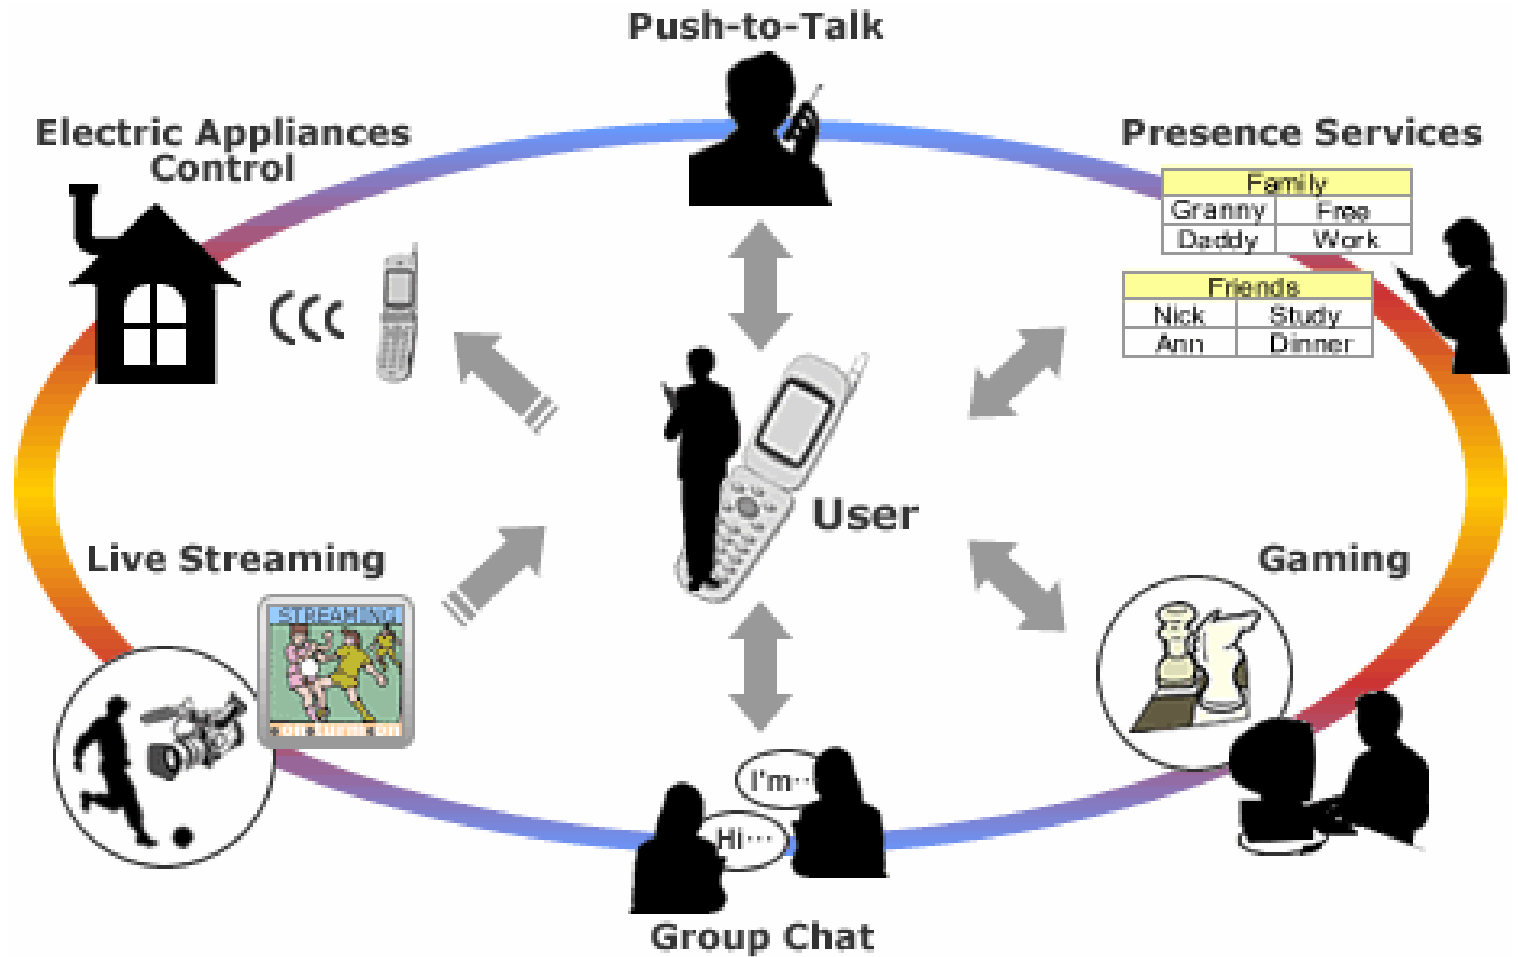 Push-to-Talk
Electric Appliances
Control
Presence Services
Family
Granny Free
Daddy Work
Friends
Nick Study
Ann Dinner
User
Live Streaming
STREAMING
Gaming
I'm···
Hi···
Group Chat